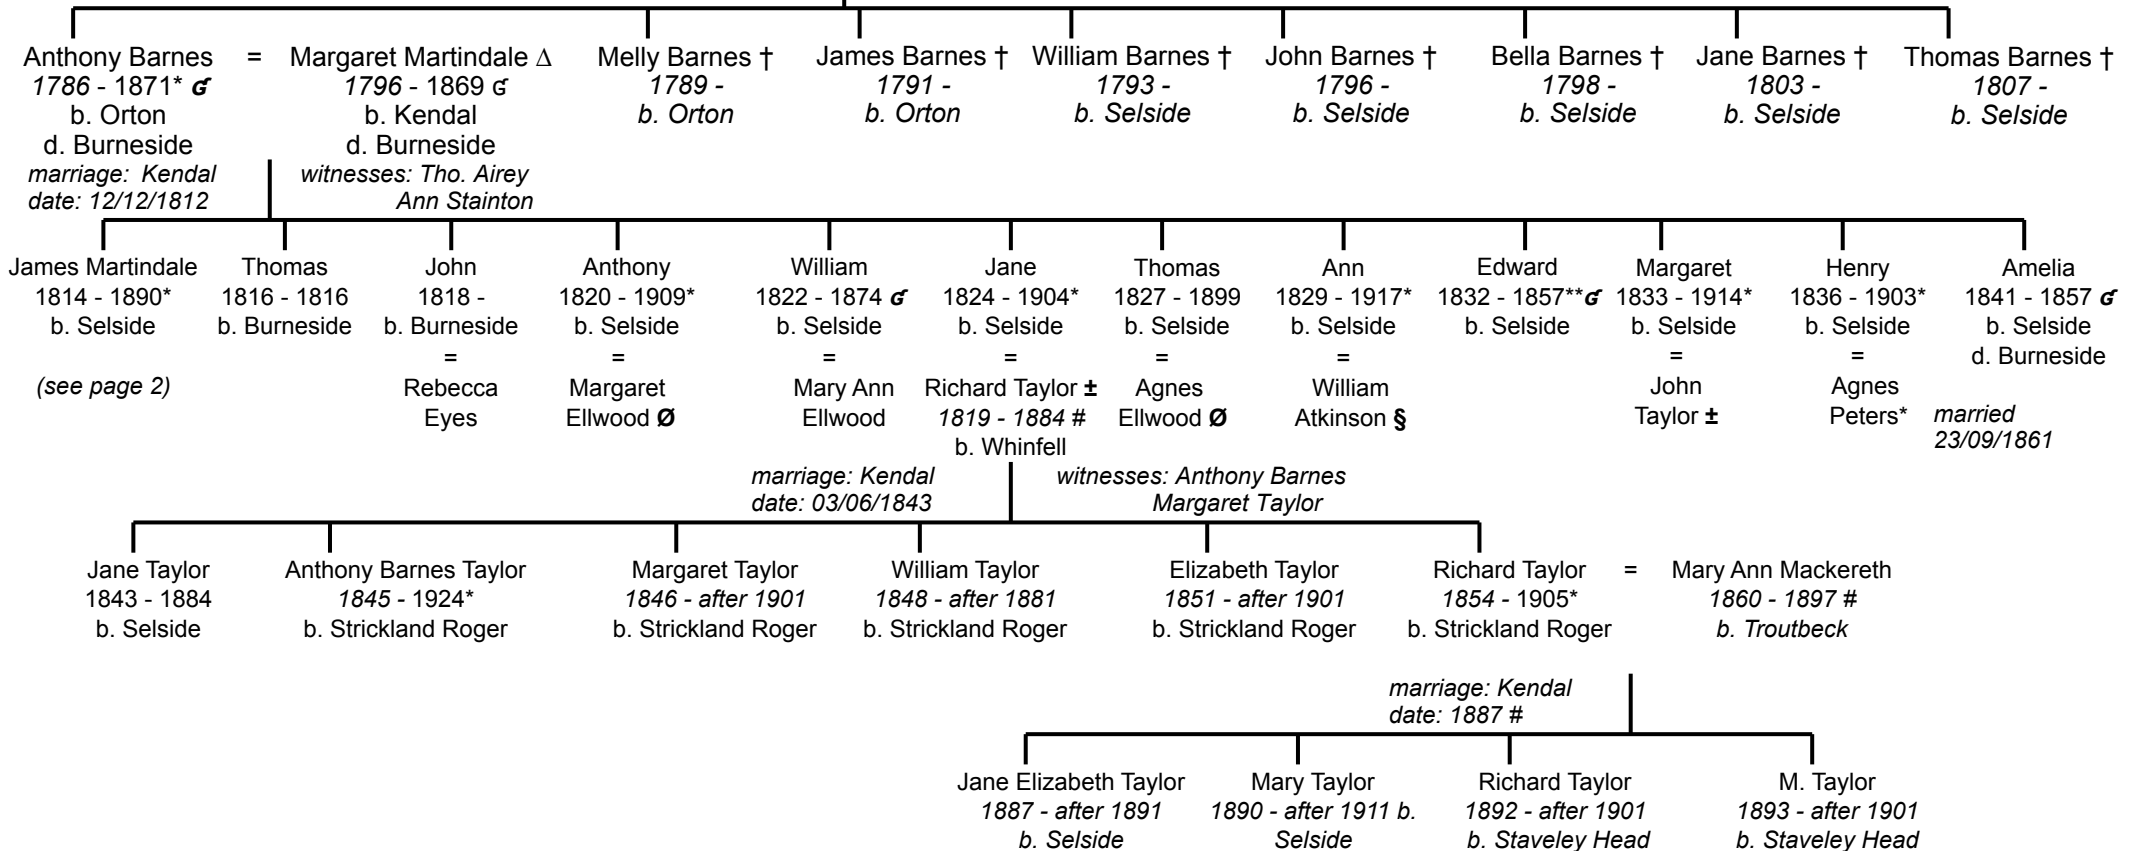 Anthony Barnes = Margaret Martindale Δ Melly Barnes † James Barnes † William Barnes † John Barnes † Bella Barnes † Jane Barnes † Thomas Barnes †
1786 - 1871* ɠ 1796 - 1869 ɠ 1789 - 1791 - 1793 - 1796 - 1798 - 1803 - 1807 -
b. Orton b. Kendal b. Orton b. Orton b. Selside b. Selside b. Selside b. Selside b. Selside
d. Burneside d. Burneside
marriage: Kendal witnesses: Tho. Airey
date: 12/12/1812 Ann Stainton
James Martindale Thomas John Anthony William Jane Thomas Ann Edward Margaret Henry Amelia
1814 - 1890* 1816 - 1816 1818 - 1820 - 1909* 1822 - 1874 ɠ 1824 - 1904* 1827 - 1899 1829 - 1917* 1832 - 1857**ɠ 1833 - 1914* 1836 - 1903* 1841 - 1857 ɠ
b. Selside b. Burneside b. Burneside b. Selside b. Selside b. Selside b. Selside b. Selside b. Selside b. Selside b. Selside b. Selside
= = = = = = = = d. Burneside
(see page 2) Rebecca Margaret Mary Ann Richard Taylor ± Agnes William John Agnes
Eyes Ellwood Ø Ellwood 1819 - 1884 # Ellwood Ø Atkinson § Taylor ± Peters* married
b. Whinfell 23/09/1861
marriage: Kendal witnesses: Anthony Barnes
date: 03/06/1843 Margaret Taylor
Jane Taylor Anthony Barnes Taylor Margaret Taylor William Taylor Elizabeth Taylor Richard Taylor = Mary Ann Mackereth
1843 - 1884 1845 - 1924* 1846 - after 1901 1848 - after 1881 1851 - after 1901 1854 - 1905* 1860 - 1897 #
b. Selside b. Strickland Roger b. Strickland Roger b. Strickland Roger b. Strickland Roger b. Strickland Roger b. Troutbeck
marriage: Kendal
date: 1887 #
Jane Elizabeth Taylor Mary Taylor Richard Taylor M. Taylor
1887 - after 1891 1890 - after 1911 b. 1892 - after 1901 1893 - after 1901
b. Selside Selside b. Staveley Head b. Staveley Head